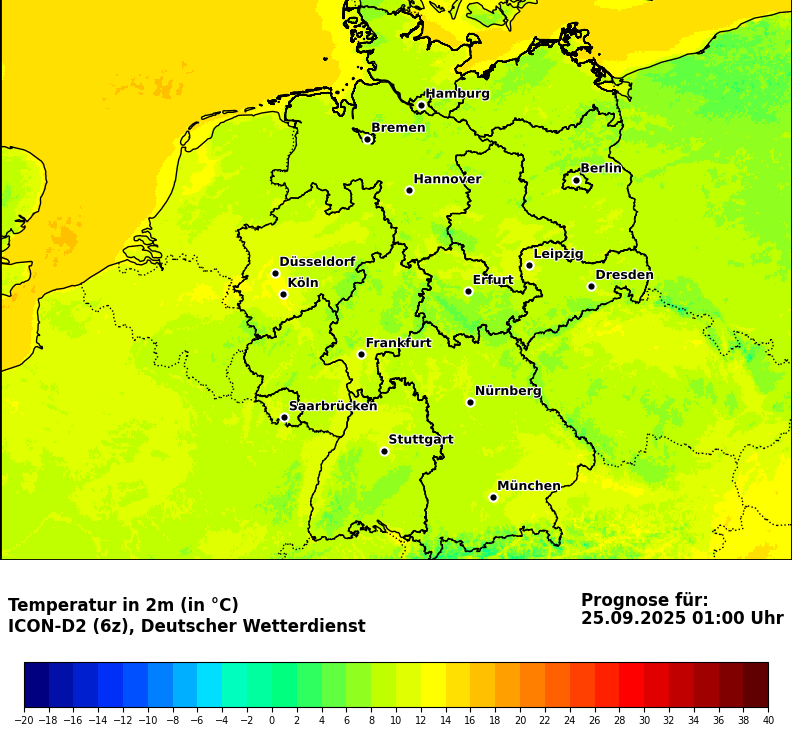 Hamburg
Bremen
Berlin
Hannover
Leipzig
Düsseldorf
Dresden
Erfurt
Köln
Frankfurt
Nürnberg
Saarbrücken
Stuttgart
München
Temperatur in 2m (in °C)
ICON-D2 (6z), Deutscher Wetterdienst
Prognose für:
25.09.2025 01:00 Uhr
−20 −18 −16 −14 −12 −10 −8 −6 −4 −2 0 2 4 6 8 10 12 14 16 18 20 22 24 26 28 30 32 34 36 38 40